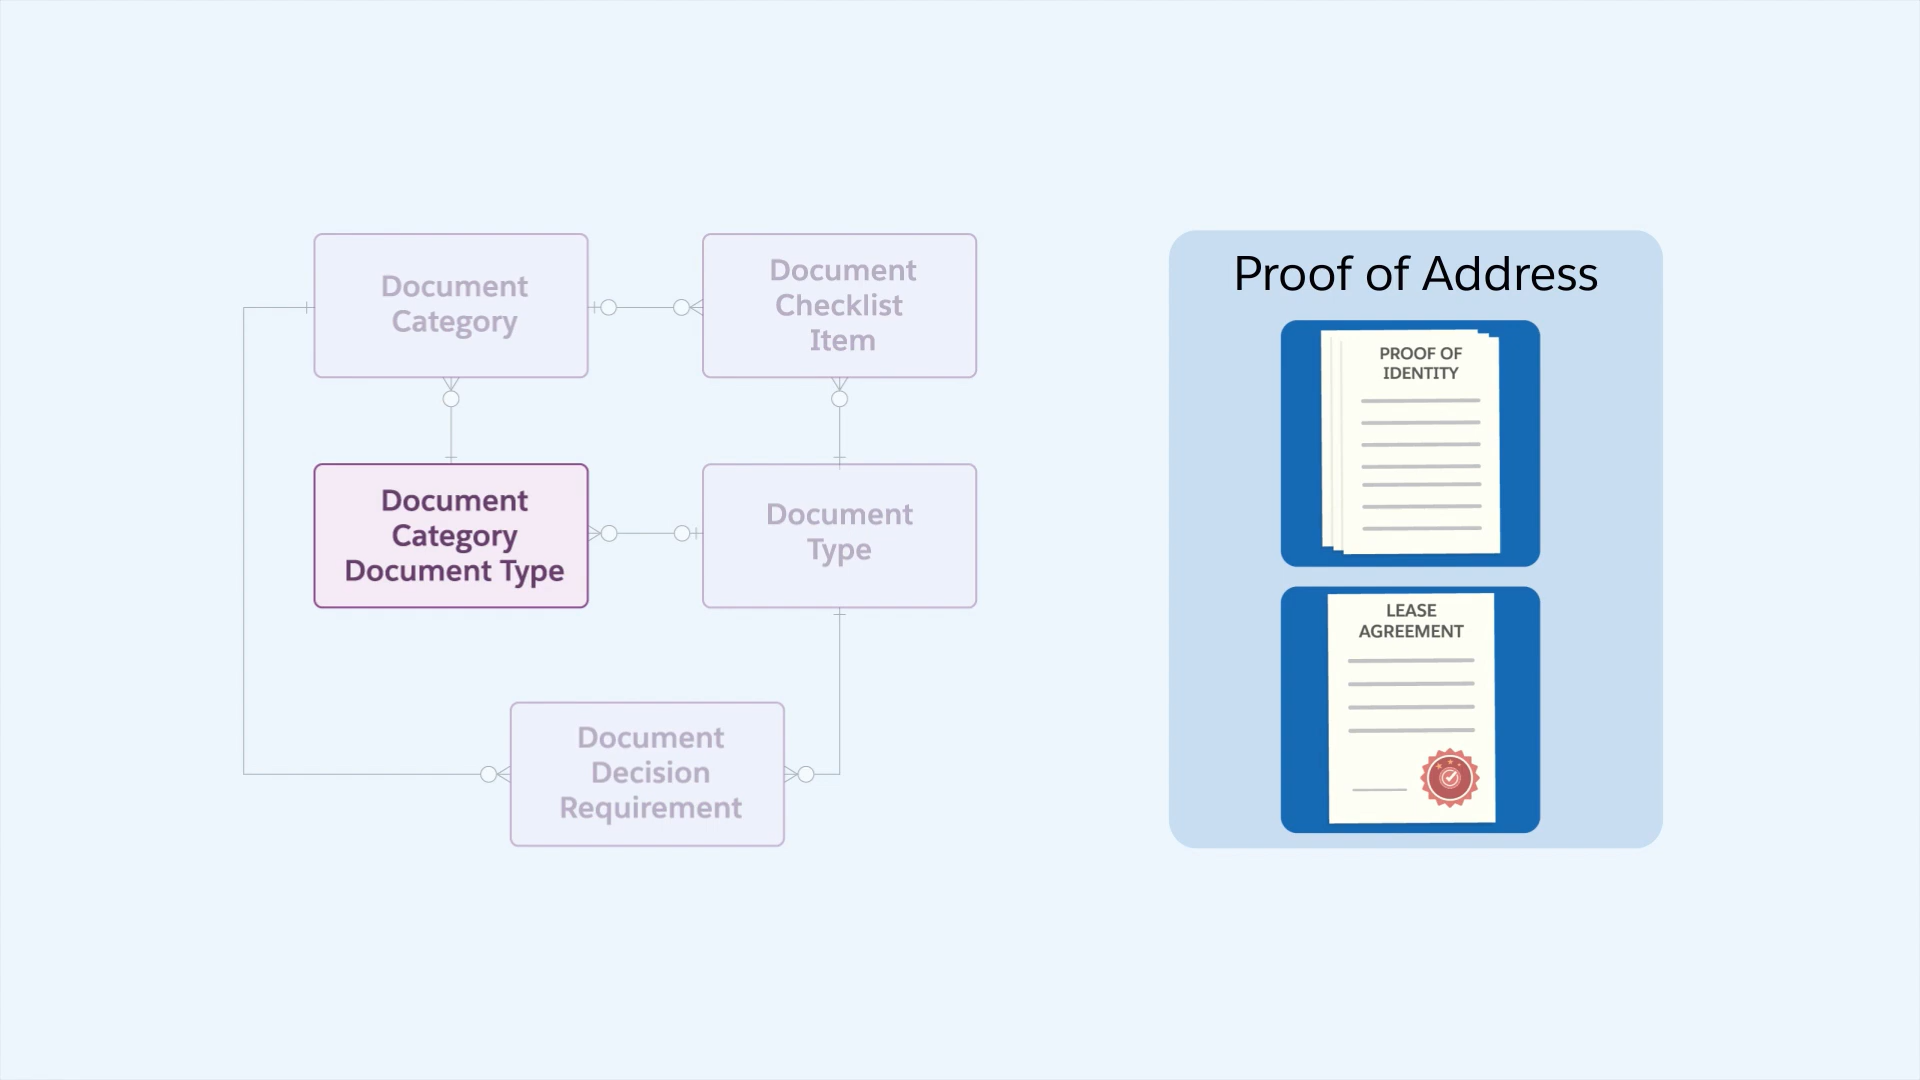 Document
Category
Document
Checklist
Item
Document
Category
Document Type
Document
Type
Document
Decision
Requirement
Proof of Address
PROOF OF
IDENTITY
LEASE
AGREEMENT